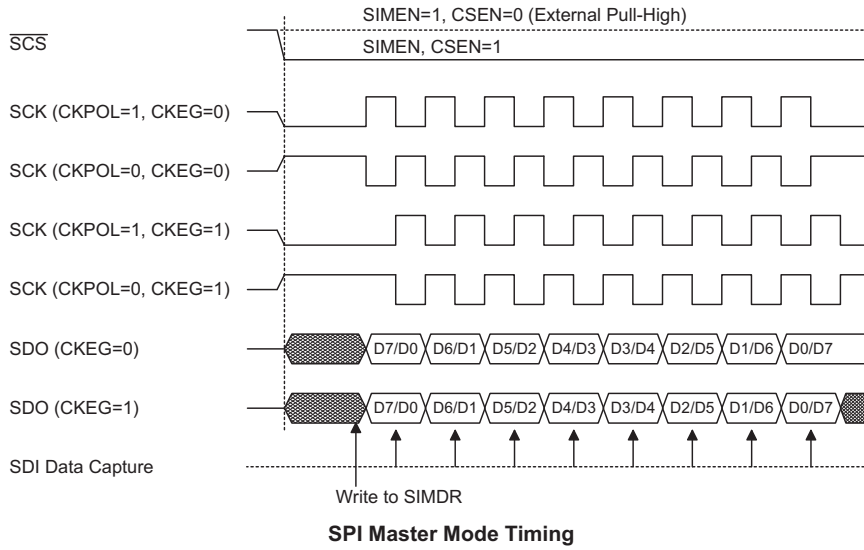 SIMEN=1, CSEN=0 (External Pull-High)
SCS
SIMEN, CSEN=1
SCK (CKPOL=1, CKEG=0)
SCK (CKPOL=0, CKEG=0)
SCK (CKPOL=1, CKEG=1)
SCK (CKPOL=0, CKEG=1)
SDO (CKEG=0) D7/D0 D6/D1 D5/D2 D4/D3 D3/D4 D2/D5 D1/D6 D0/D7
SDO (CKEG=1) D7/D0 D6/D1 D5/D2 D4/D3 D3/D4 D2/D5 D1/D6 D0/D7
SDI Data Capture
Write to SIMDR
SPI Master Mode Timing